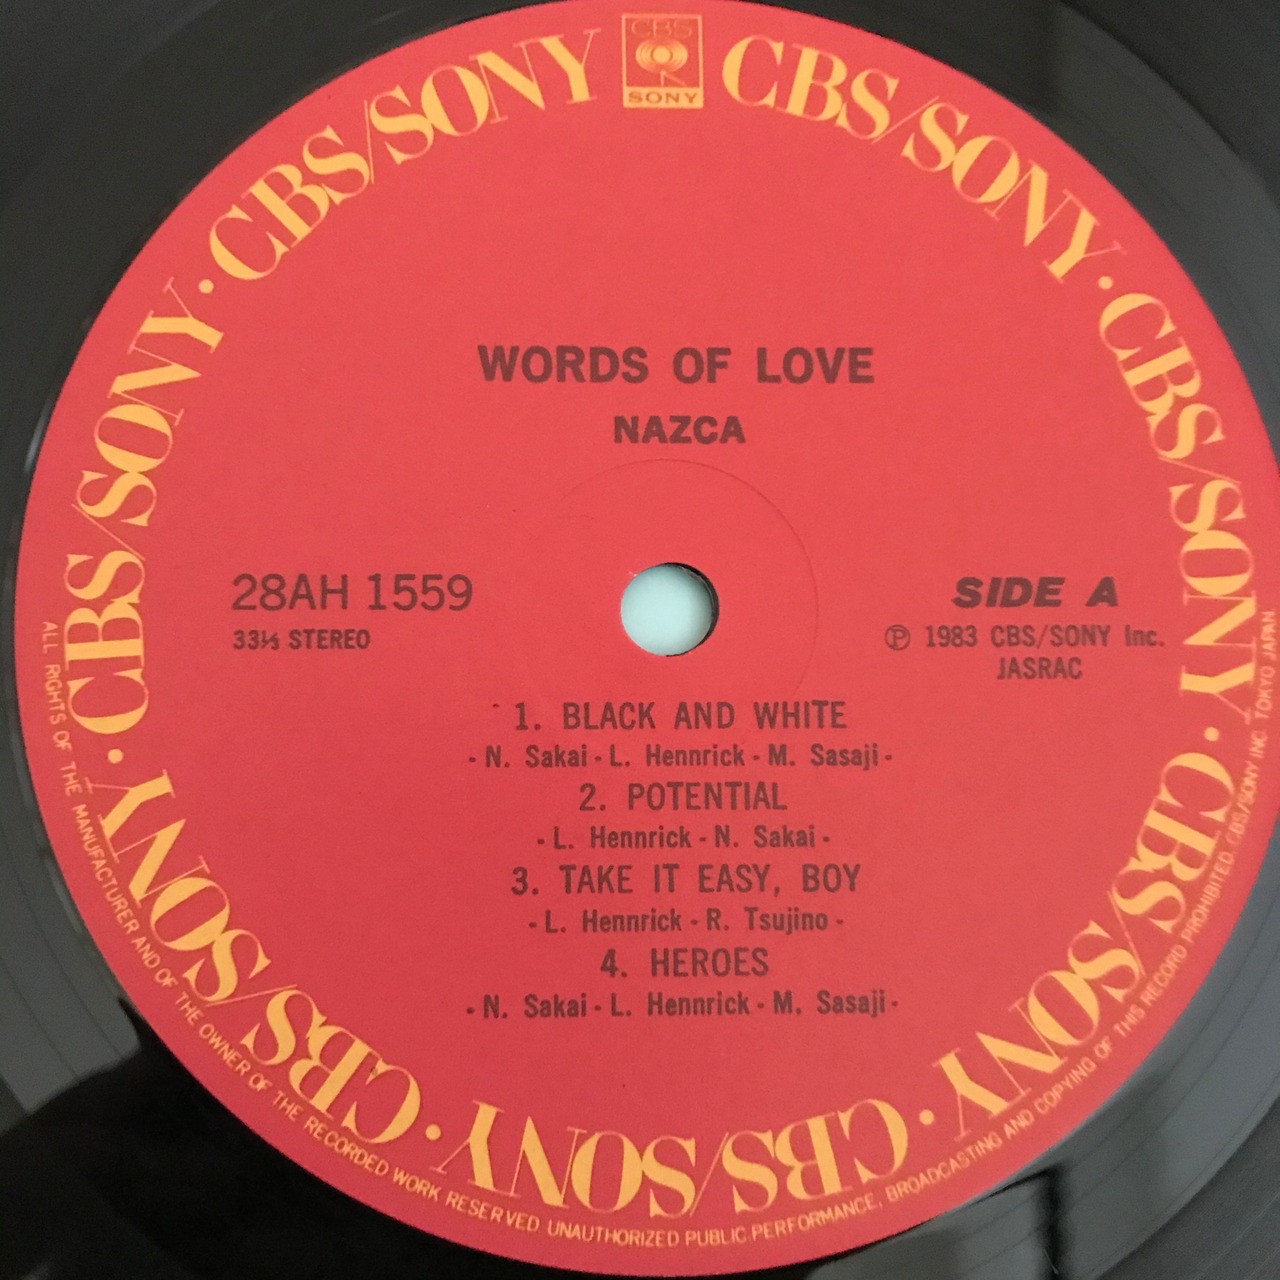 CBS
SONY
CBS/SONY · CBS/SONY · CBS/SONY · CBS/SONY · CBS/SONY · CBS/SONY · CBS/SONY · CBS/SONY
WORDS OF LOVE
NAZCA
28AH 1559
33⅓ STEREO
SIDE A
Ⓟ 1983 CBS/SONY Inc.
JASRAC
1. BLACK AND WHITE
- N. Sakai - L. Hennrick - M. Sasaji -
2. POTENTIAL
- L. Hennrick - N. Sakai -
3. TAKE IT EASY, BOY
- L. Hennrick - R. Tsujino -
4. HEROES
- N. Sakai - L. Hennrick - M. Sasaji -
ALL RIGHTS OF THE MANUFACTURER AND OF THE OWNER OF THE RECORDED WORK RESERVED. UNAUTHORIZED PUBLIC PERFORMANCE, BROADCASTING AND COPYING OF THIS RECORD PROHIBITED. CBS/SONY INC. TOKYO JAPAN